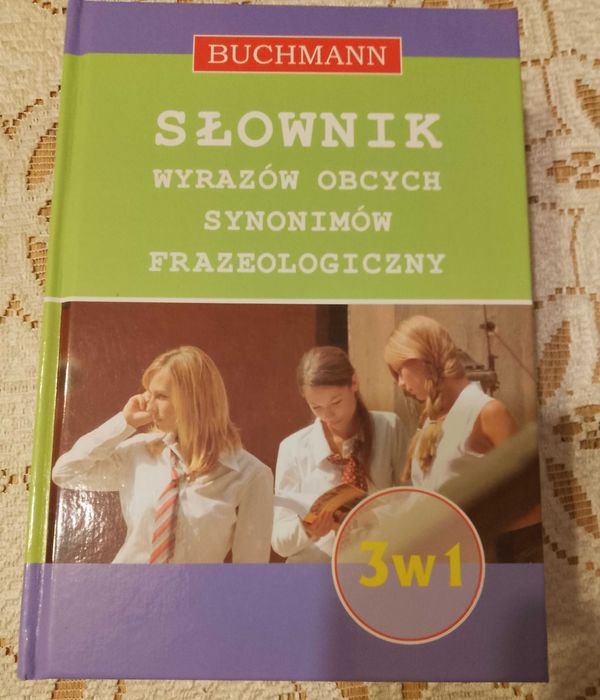 BUCHMANN
SŁOWNIK
WYRAZÓW OBCYCH
SYNONIMÓW
FRAZEOLOGICZNY
3w1